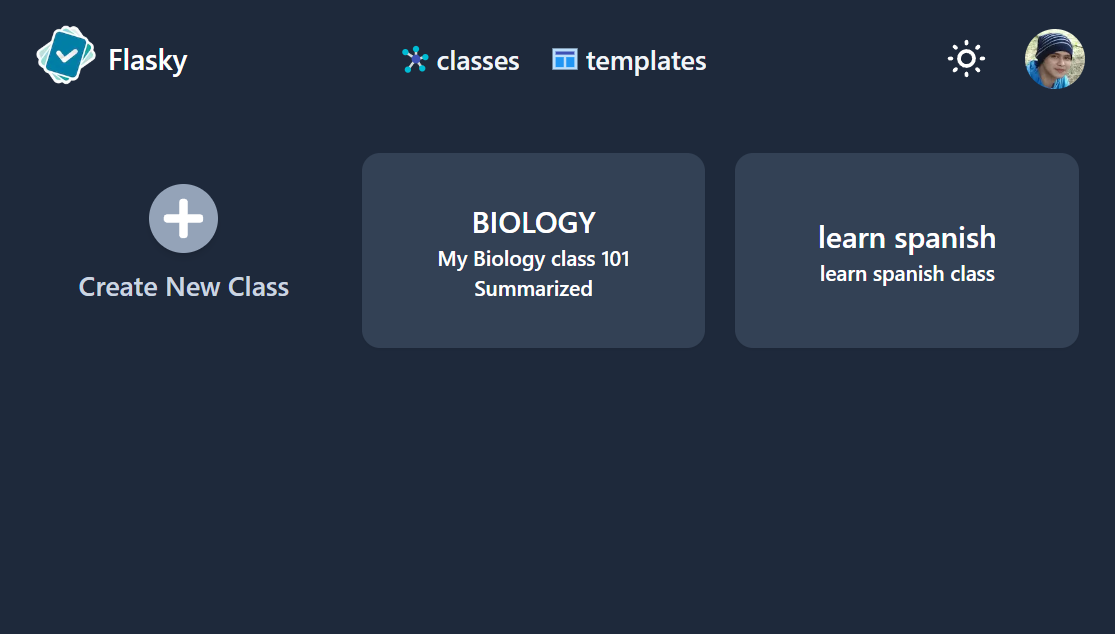 Flasky
classes
templates
Create New Class
BIOLOGY
My Biology class 101
Summarized
learn spanish
learn spanish class